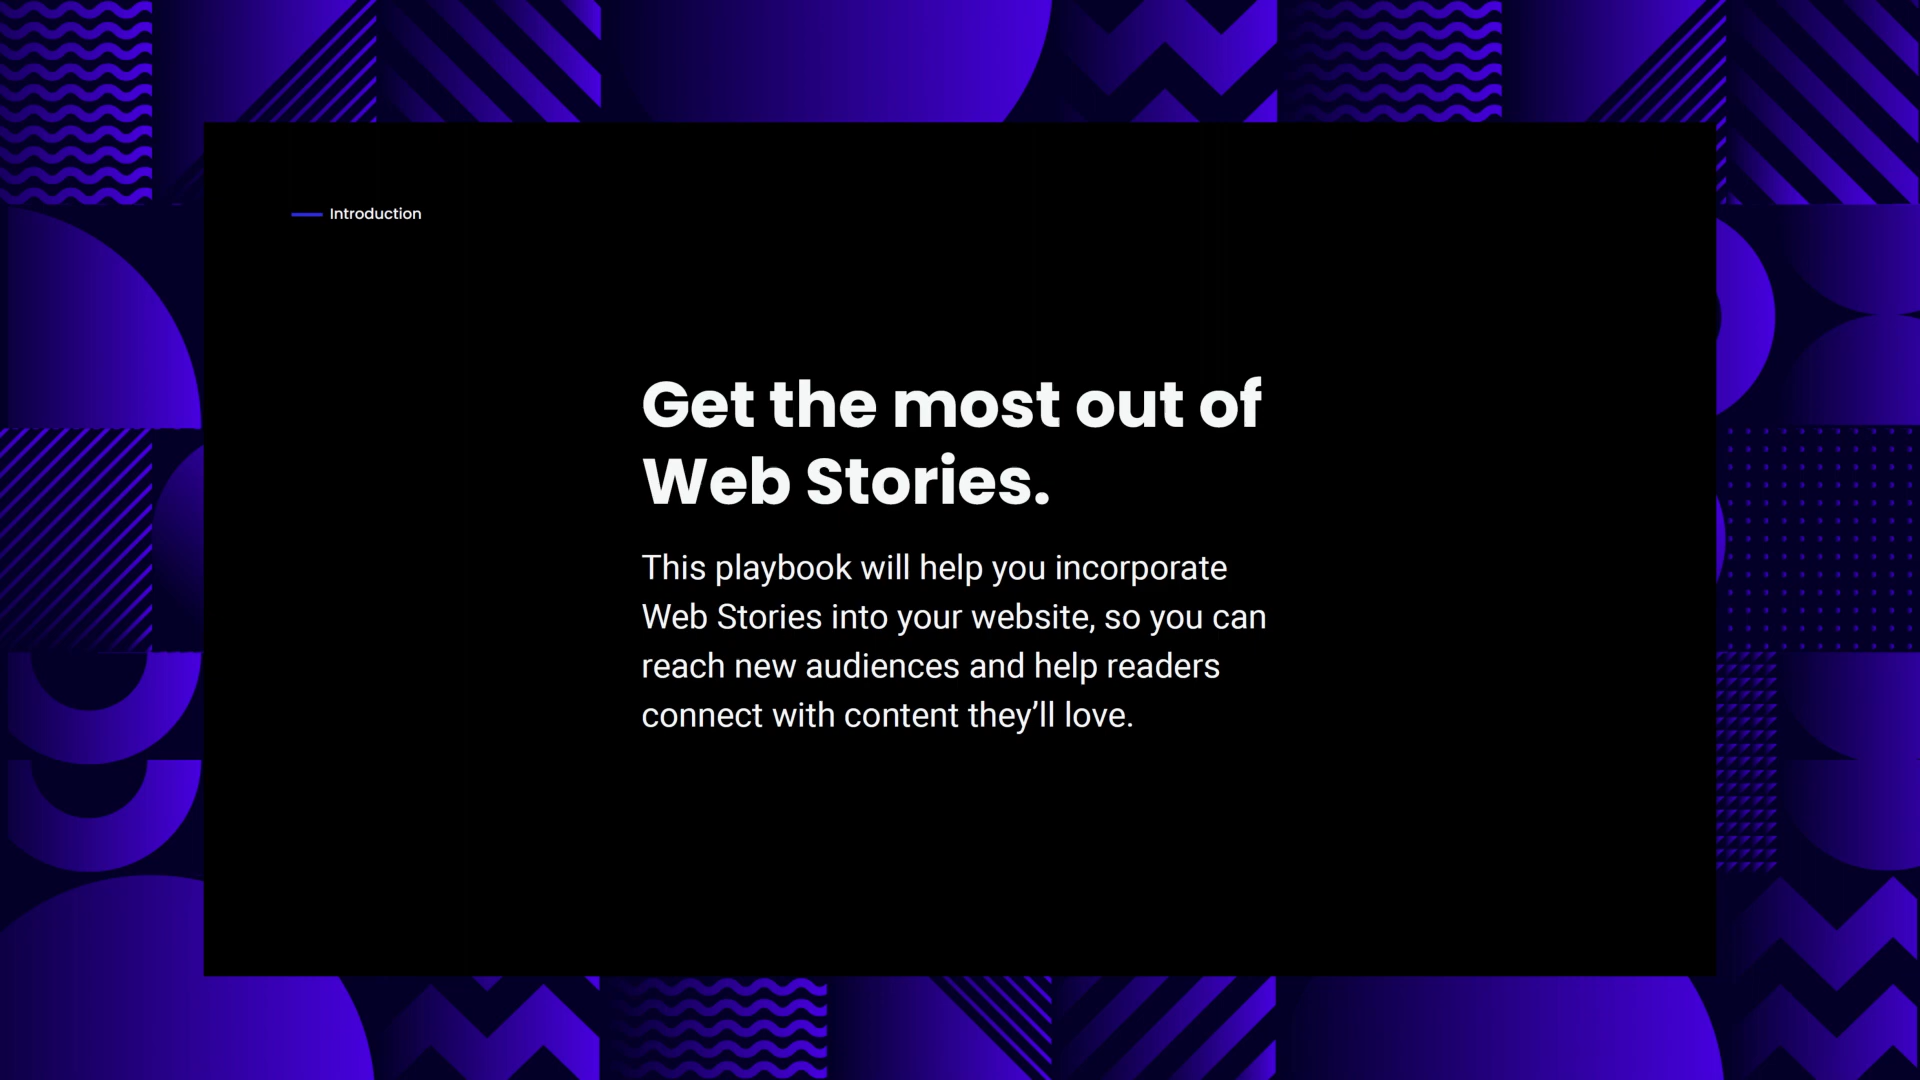 Introduction
Get the most out of
Web Stories.
This playbook will help you incorporate
Web Stories into your website, so you can
reach new audiences and help readers
connect with content they’ll love.